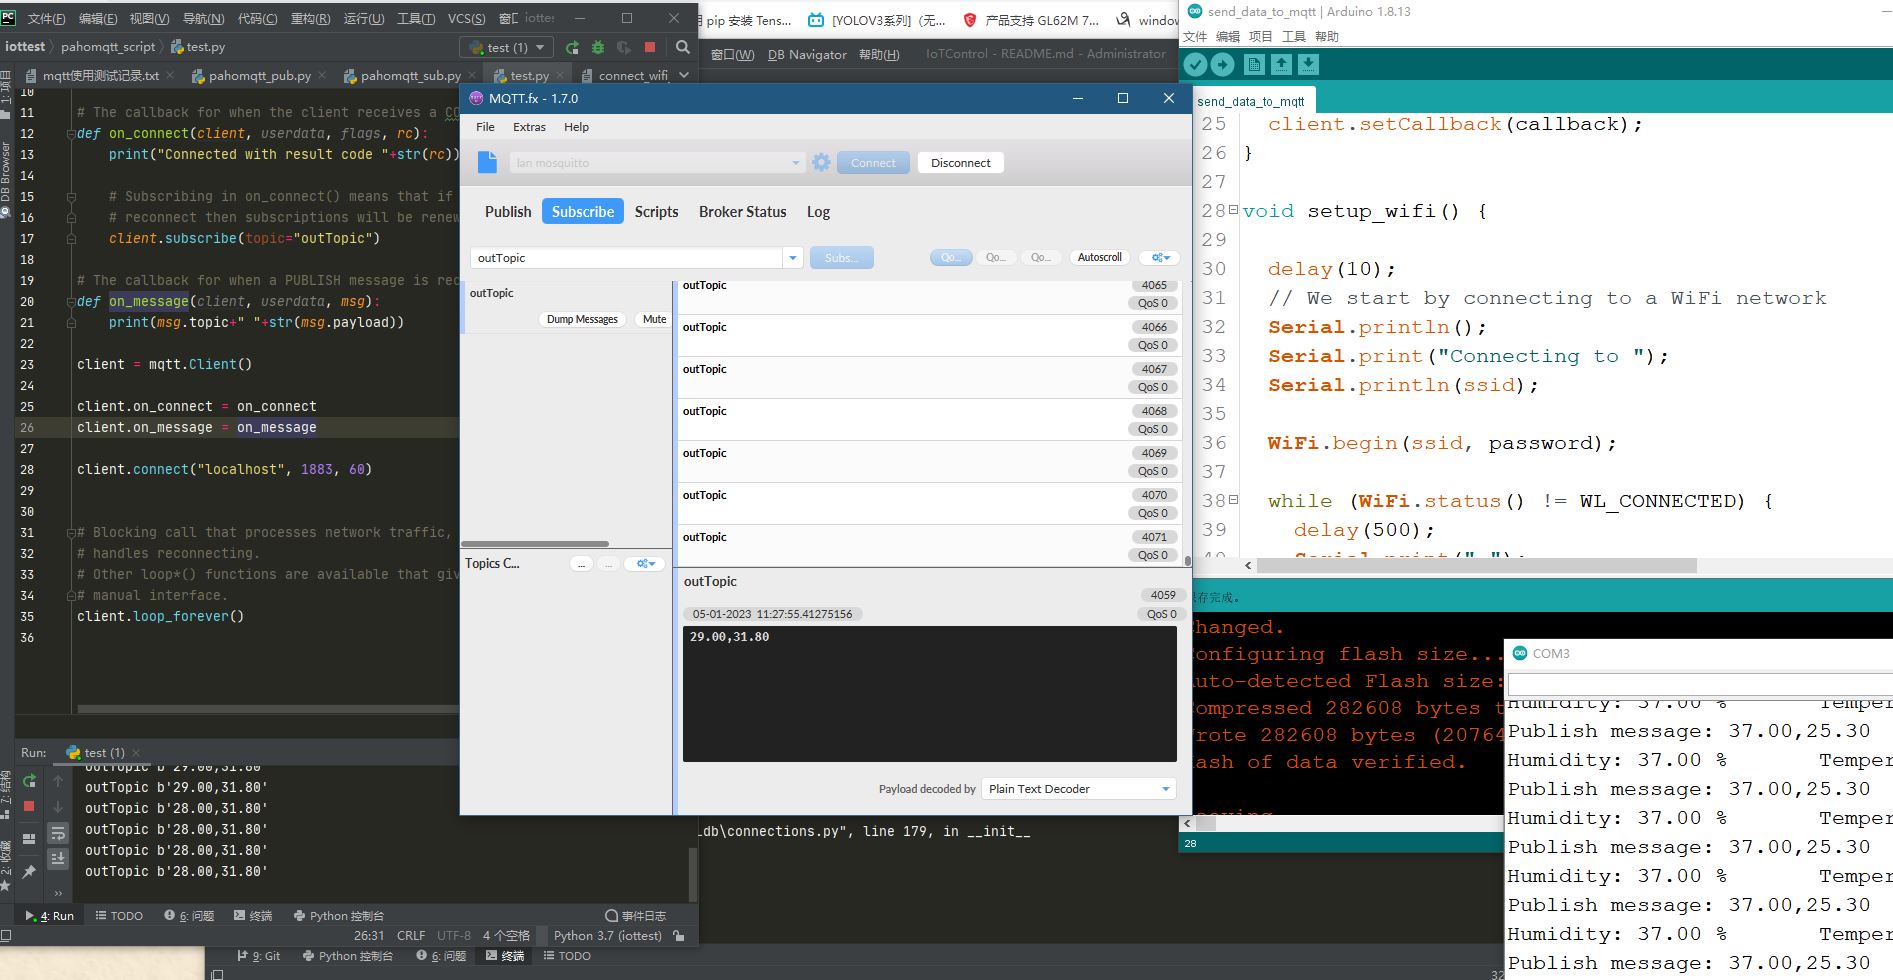 文件(F) 编辑(E) 视图(V) 导航(N) 代码(C) 重构(R) 运行(U) 工具(T) VCS(S) 窗口 iottes
iottest pahomqtt_script test.py
test (1)
mqtt使用测试记录.txt pahomqtt_pub.py pahomqtt_sub.py test.py connect_wifi
1: 项目
DB Browser
7: 结构
2: 收藏
10
11 # The callback for when the client receives a CO
12 def on_connect(client, userdata, flags, rc):
13 print("Connected with result code "+str(rc))
14
15 # Subscribing in on_connect() means that if
16 # reconnect then subscriptions will be renew
17 client.subscribe(topic="outTopic")
18
19 # The callback for when a PUBLISH message is rec
20 def on_message(client, userdata, msg):
21 print(msg.topic+" "+str(msg.payload))
22
23 client = mqtt.Client()
24
25 client.on_connect = on_connect
26 client.on_message = on_message
27
28 client.connect("localhost", 1883, 60)
29
30
31 # Blocking call that processes network traffic,
32 # handles reconnecting.
33 # Other loop*() functions are available that giv
34 # manual interface.
35 client.loop_forever()
36
Run: test (1)
outTopic b'29.00,31.80'
outTopic b'29.00,31.80'
outTopic b'28.00,31.80'
outTopic b'28.00,31.80'
outTopic b'28.00,31.80'
outTopic b'28.00,31.80'
4: Run TODO 6: 问题 终端 Python 控制台 事件日志
26:31 CRLF UTF-8 4 个空格 Python 3.7 (iottest)
9: Git Python 控制台 6: 问题 终端 TODO
pip 安装 Tens... [YOLOV3系列] (无... 产品支持 GL62M 7... window
窗口(W) DB Navigator 帮助(H) IoTControl - README.md - Administrator
db\connections.py", line 179, in __init__
MQTT.fx - 1.7.0
File Extras Help
lan mosquitto Connect Disconnect
Publish Subscribe Scripts Broker Status Log
outTopic Subs... Qo... Qo... Qo... Autoscroll
outTopic
Dump Messages Mute
Topics C... ... ...
outTopic 4065
QoS 0
outTopic 4066
QoS 0
outTopic 4067
QoS 0
outTopic 4068
QoS 0
outTopic 4069
QoS 0
outTopic 4070
QoS 0
outTopic 4071
QoS 0
outTopic
4059
05-01-2023 11:27:55.41275156 QoS 0
29.00,31.80
Payload decoded by Plain Text Decoder
send_data_to_mqtt | Arduino 1.8.13
文件 编辑 项目 工具 帮助
send_data_to_mqtt
25 client.setCallback(callback);
26 }
27
28 void setup_wifi() {
29
30 delay(10);
31 // We start by connecting to a WiFi network
32 Serial.println();
33 Serial.print("Connecting to ");
34 Serial.println(ssid);
35
36 WiFi.begin(ssid, password);
37
38 while (WiFi.status() != WL_CONNECTED) {
39 delay(500);
40 Serial.print(".");
保存完成。
hanged.
onfiguring flash size...
uto-detected Flash size:
ompressed 282608 bytes t
rote 282608 bytes (20764
ash of data verified.
28
COM3
Humidity: 37.00 % Temper
Publish message: 37.00,25.30
Humidity: 37.00 % Temper
Publish message: 37.00,25.30
Humidity: 37.00 % Temper
Publish message: 37.00,25.30
Humidity: 37.00 % Temper
Publish message: 37.00,25.30
Humidity: 37.00 % Temper
Publish message: 37.00,25.30
32